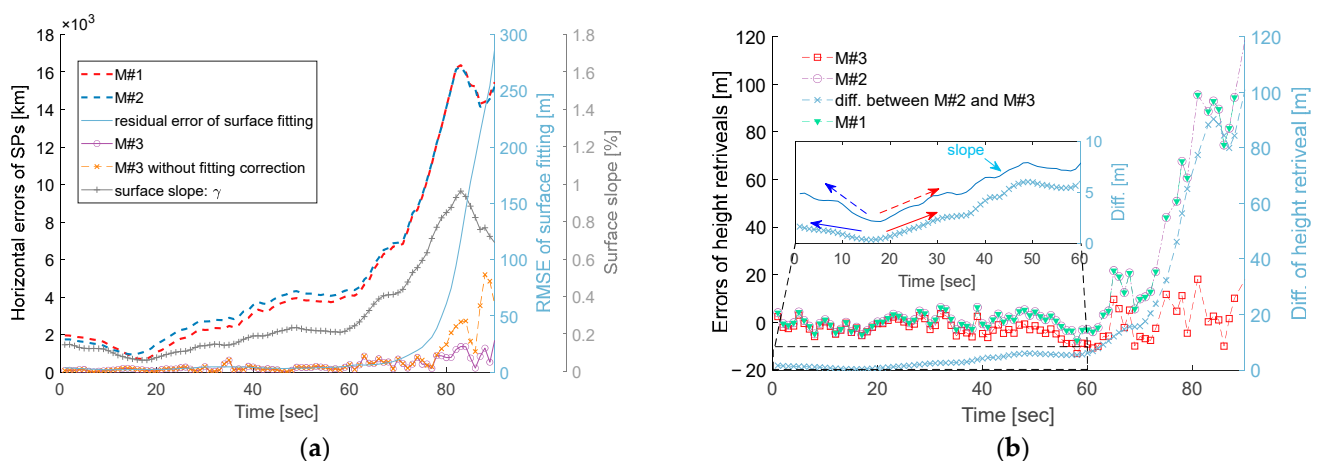 ×10³
18
16
14
12
10
8
6
4
2
0
Horizontal errors of SPs [km]
M#1
M#2
residual error of surface fitting
M#3
M#3 without fitting correction
surface slope: γ
0 20 40 60 80
Time [sec]
300
250
200
150
100
50
0
RMSE of surface fitting [m]
1.8
1.6
1.4
1.2
1
0.8
0.6
0.4
0.2
0
Surface slope [%]
(a)
120
100
80
60
40
20
0
−20
Errors of height retriveals [m]
M#3
M#2
diff. between M#2 and M#3
M#1
slope
10
5
0
Diff. [m]
0 10 20 30 40 50 60
Time [sec]
0 20 40 60 80
Time [sec]
120
100
80
60
40
20
0
Diff. of height retrieval [m]
(b)